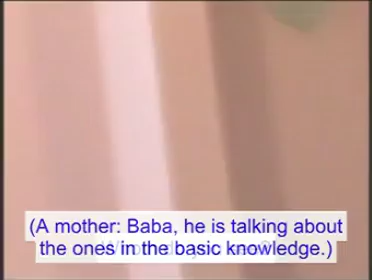 (A mother: Baba, he is talking about
the ones in the basic knowledge.)